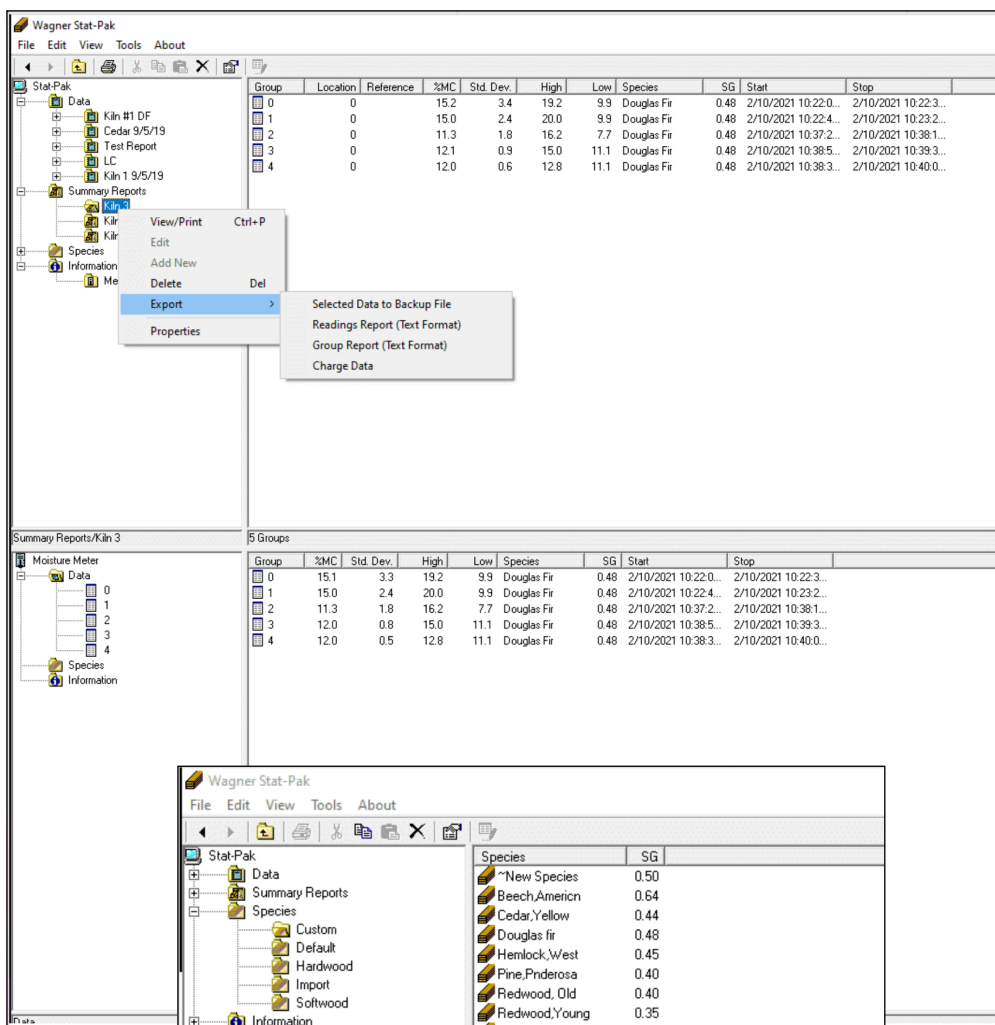 Wagner Stat-Pak
File Edit View Tools About
Stat-Pak
Data
Kiln #1 DF
Cedar 9/5/19
Test Report
LC
Kiln 1 9/5/19
Summary Reports
Kiln 3
Kiln
Kiln
Species
Information
Me
View/Print Ctrl+P
Edit
Add New
Delete Del
Export >
Properties
Selected Data to Backup File
Readings Report (Text Format)
Group Report (Text Format)
Charge Data
Group Location Reference %MC Std. Dev. High Low Species SG Start Stop
0 0 15.2 3.4 19.2 9.9 Douglas Fir 0.48 2/10/2021 10:22:0... 2/10/2021 10:22:3...
1 0 15.0 2.4 20.0 9.9 Douglas Fir 0.48 2/10/2021 10:22:4... 2/10/2021 10:23:2...
2 0 11.3 1.8 16.2 7.7 Douglas Fir 0.48 2/10/2021 10:37:2... 2/10/2021 10:38:1...
3 0 12.1 0.9 15.0 11.1 Douglas Fir 0.48 2/10/2021 10:38:5... 2/10/2021 10:39:3...
4 0 12.0 0.6 12.8 11.1 Douglas Fir 0.48 2/10/2021 10:38:3... 2/10/2021 10:40:0...
Summary Reports/Kiln 3
5 Groups
Moisture Meter
Data
0
1
2
3
4
Species
Information
Group %MC Std. Dev. High Low Species SG Start Stop
0 15.1 3.3 19.2 9.9 Douglas Fir 0.48 2/10/2021 10:22:0... 2/10/2021 10:22:3...
1 15.0 2.4 20.0 9.9 Douglas Fir 0.48 2/10/2021 10:22:4... 2/10/2021 10:23:2...
2 11.3 1.8 16.2 7.7 Douglas Fir 0.48 2/10/2021 10:37:2... 2/10/2021 10:38:1...
3 12.0 0.8 15.0 11.1 Douglas Fir 0.48 2/10/2021 10:38:5... 2/10/2021 10:39:3...
4 12.0 0.5 12.8 11.1 Douglas Fir 0.48 2/10/2021 10:38:3... 2/10/2021 10:40:0...
Wagner Stat-Pak
File Edit View Tools About
Stat-Pak
Data
Summary Reports
Species
Custom
Default
Hardwood
Import
Softwood
Information
Species SG
~New Species 0.50
Beech,Americn 0.64
Cedar,Yellow 0.44
Douglas fir 0.48
Hemlock,West 0.45
Pine,Pnderosa 0.40
Redwood, Old 0.40
Redwood,Young 0.35
Data